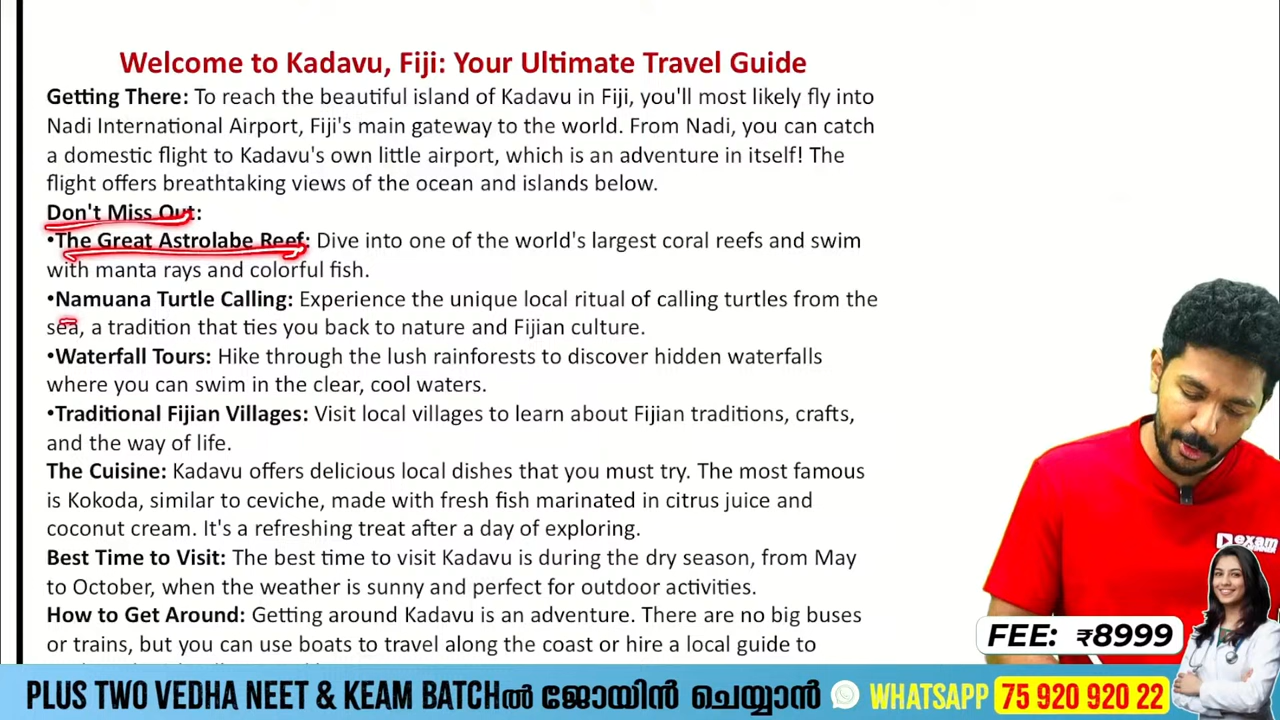 Welcome to Kadavu, Fiji: Your Ultimate Travel Guide
Getting There: To reach the beautiful island of Kadavu in Fiji, you'll most likely fly into
Nadi International Airport, Fiji's main gateway to the world. From Nadi, you can catch
a domestic flight to Kadavu's own little airport, which is an adventure in itself! The
flight offers breathtaking views of the ocean and islands below.
Don't Miss Out:
•The Great Astrolabe Reef: Dive into one of the world's largest coral reefs and swim
with manta rays and colorful fish.
•Namuana Turtle Calling: Experience the unique local ritual of calling turtles from the
sea, a tradition that ties you back to nature and Fijian culture.
•Waterfall Tours: Hike through the lush rainforests to discover hidden waterfalls
where you can swim in the clear, cool waters.
•Traditional Fijian Villages: Visit local villages to learn about Fijian traditions, crafts,
and the way of life.
The Cuisine: Kadavu offers delicious local dishes that you must try. The most famous
is Kokoda, similar to ceviche, made with fresh fish marinated in citrus juice and
coconut cream. It's a refreshing treat after a day of exploring.
Best Time to Visit: The best time to visit Kadavu is during the dry season, from May
to October, when the weather is sunny and perfect for outdoor activities.
How to Get Around: Getting around Kadavu is an adventure. There are no big buses
or trains, but you can use boats to travel along the coast or hire a local guide to
exam
FEE: ₹8999
PLUS TWO VEDHA NEET & KEAM BATCHൽ ജോയിൻ ചെയ്യാൻ WHATSAPP 75 920 920 22